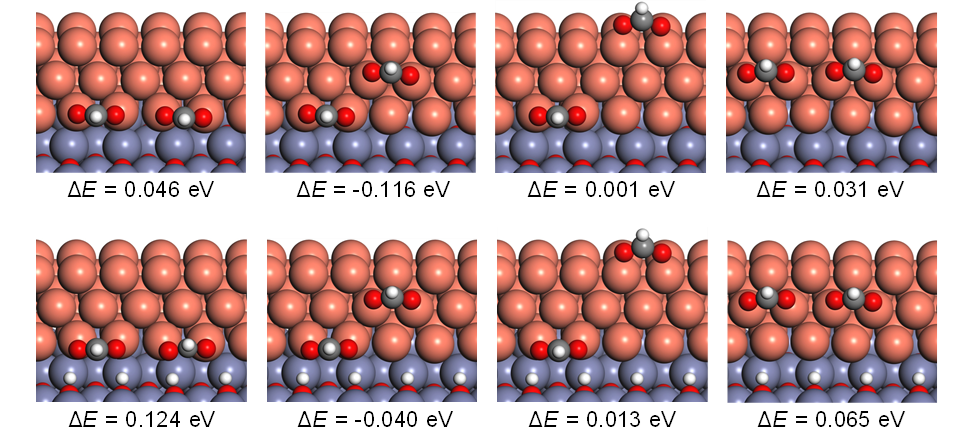 ΔE = 0.046 eV
ΔE = -0.116 eV
ΔE = 0.001 eV
ΔE = 0.031 eV
ΔE = 0.124 eV
ΔE = -0.040 eV
ΔE = 0.013 eV
ΔE = 0.065 eV